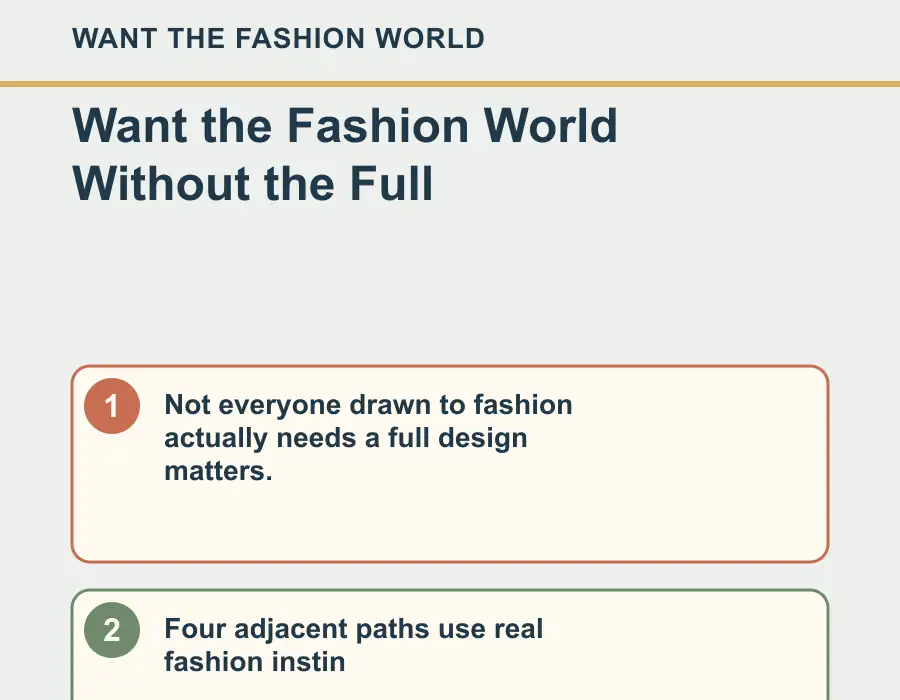 WANT THE FASHION WORLD
Want the Fashion World
Without the Full
1
Not everyone drawn to fashion
actually needs a full design
matters.
2
Four adjacent paths use real
fashion instin